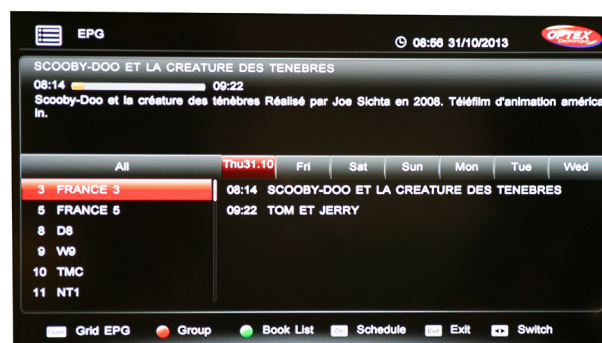 EPG
08:56 31/10/2013
OPTEX
SCOOBY-DOO ET LA CREATURE DES TENEBRES
08:14 09:22
Scooby-Doo et la créature des ténèbres Réalisé par Joe Sichta en 2006. Téléfilm d'animation américa
in.
All Thu31.10 Fri Sat Sun Mon Tue Wed
3 FRANCE 3 08:14 SCOOBY-DOO ET LA CREATURE DES TENEBRES
5 FRANCE 5 09:22 TOM ET JERRY
8 D8
9 W9
10 TMC
11 NT1
Grid EPG Group Book List OK Schedule Exit Exit Switch